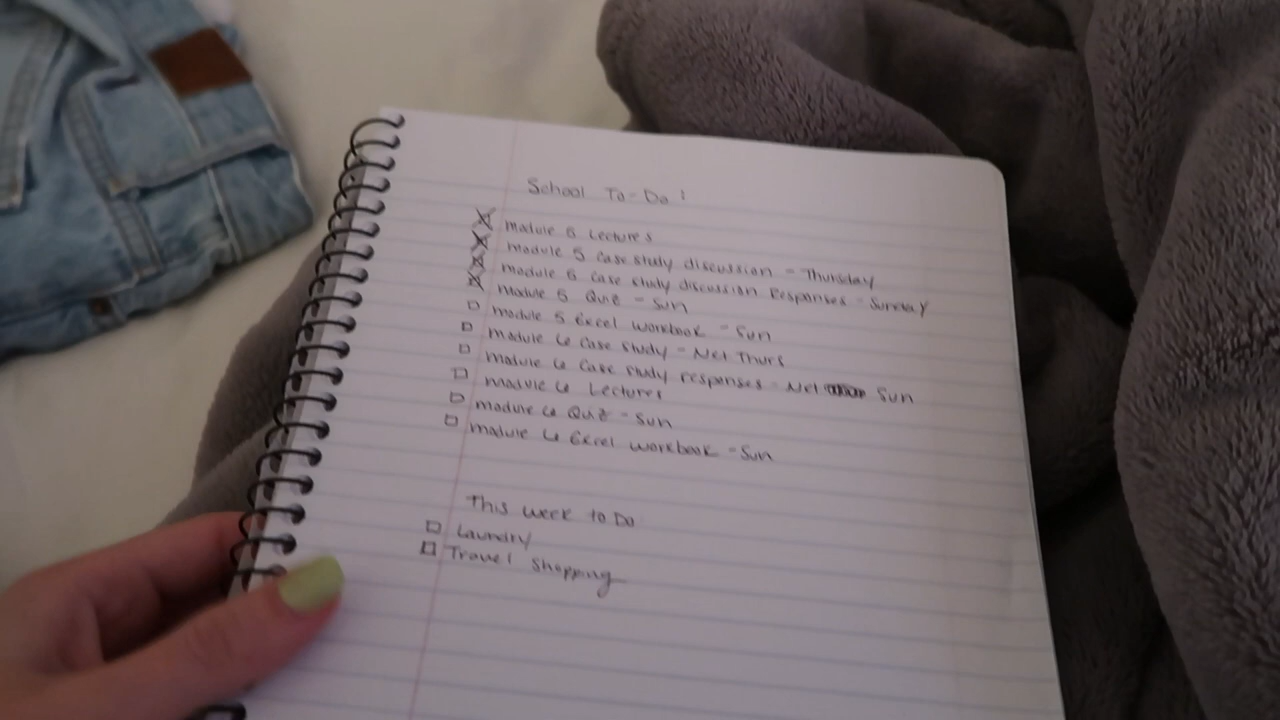 School To-Do:
Module 5 Lectures
Module 5 case study discussion - Thursday
Module 5 case study discussion Responses - Sunday
Module 5 Quiz - Sun
Module 5 Excel workbook - Sun
Module 6 Case Study - Net Thurs
Module 6 Case study responses - Net Sun
Module 6 Lectures
Module 6 Quiz - Sun
Module 6 Excel workbook - Sun
This week to Do
Laundry
Travel Shopping